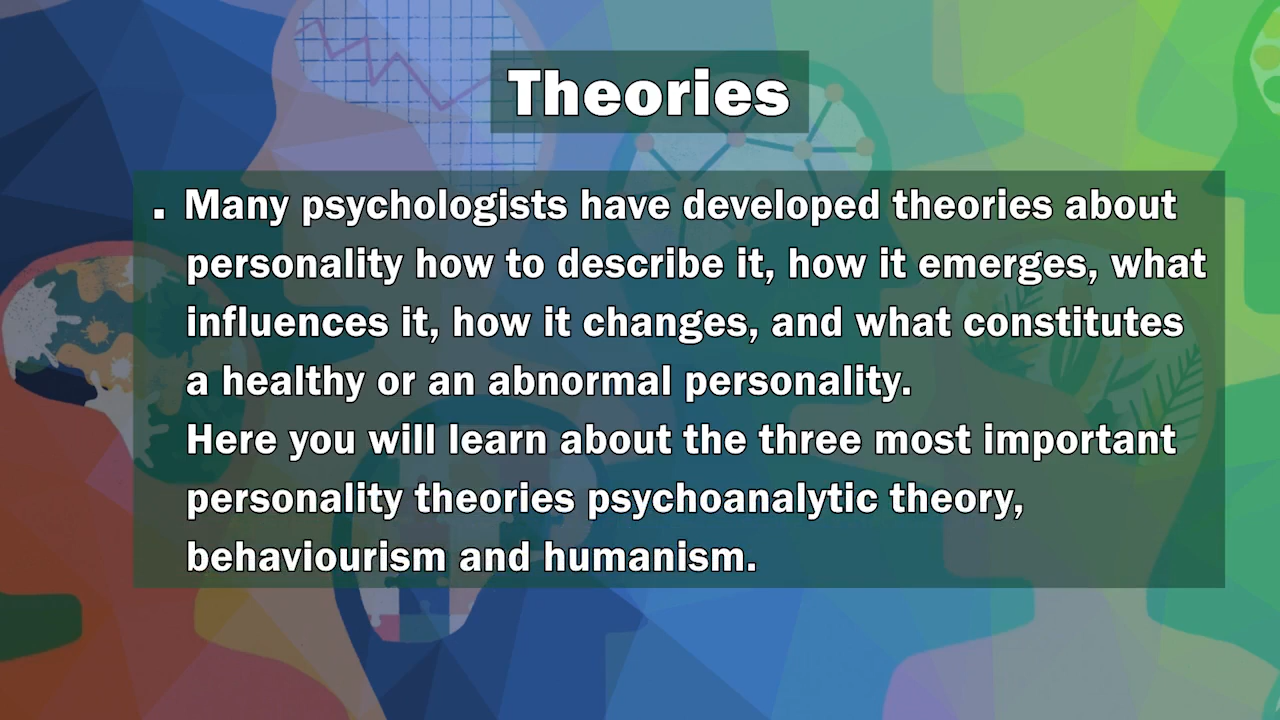 Theories
. Many psychologists have developed theories about
personality how to describe it, how it emerges, what
influences it, how it changes, and what constitutes
a healthy or an abnormal personality.
Here you will learn about the three most important
personality theories psychoanalytic theory,
behaviourism and humanism.